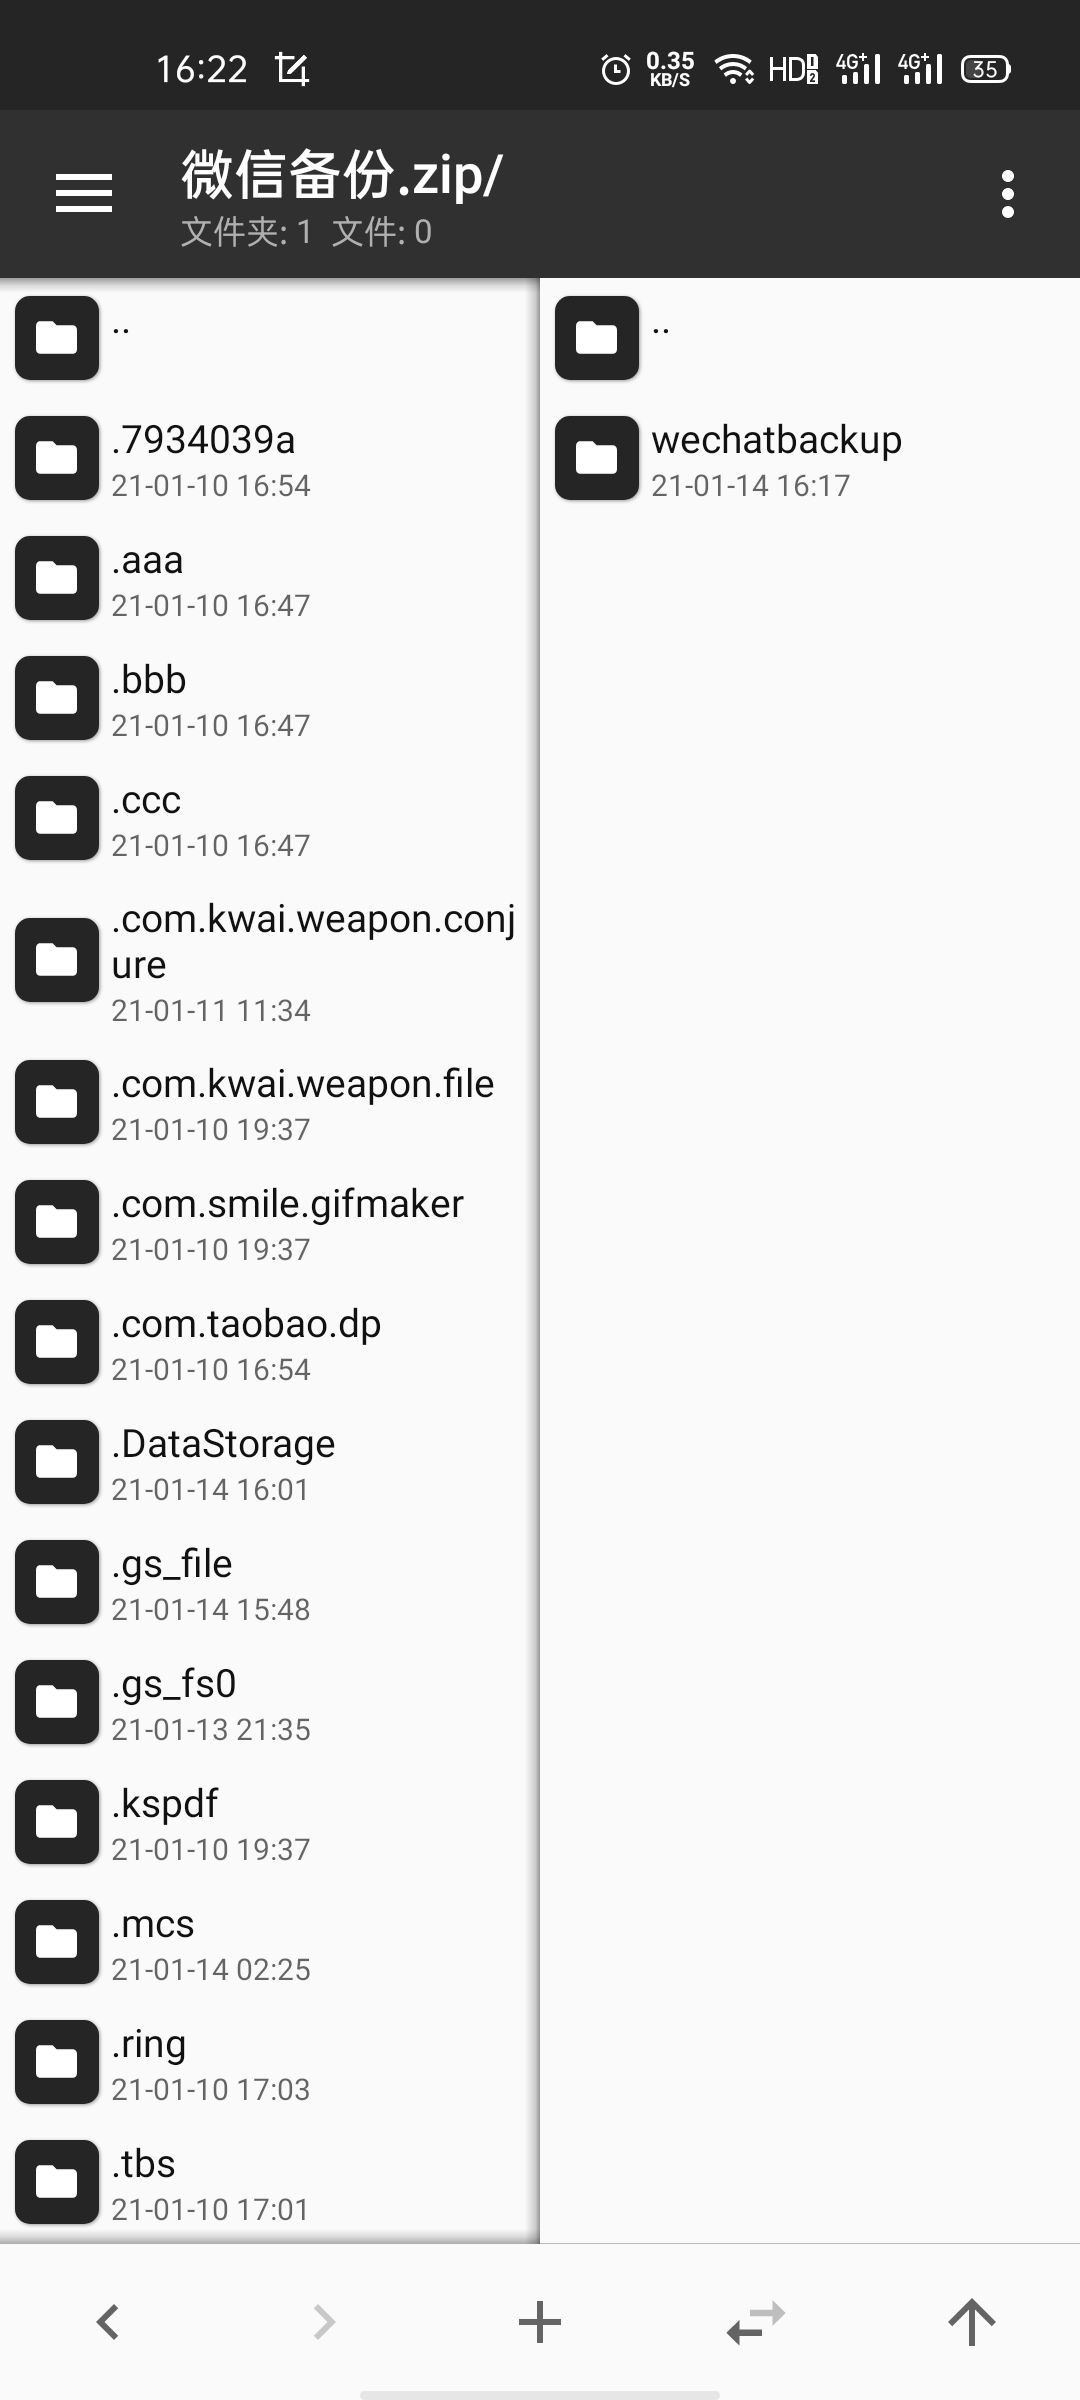 16:22
0.35
KB/S
HD 1 2
4G+
4G+
35
微信备份.zip/
文件夹: 1 文件: 0
..
.7934039a
21-01-10 16:54
.aaa
21-01-10 16:47
.bbb
21-01-10 16:47
.ccc
21-01-10 16:47
.com.kwai.weapon.conj
ure
21-01-11 11:34
.com.kwai.weapon.file
21-01-10 19:37
.com.smile.gifmaker
21-01-10 19:37
.com.taobao.dp
21-01-10 16:54
.DataStorage
21-01-14 16:01
.gs_file
21-01-14 15:48
.gs_fs0
21-01-13 21:35
.kspdf
21-01-10 19:37
.mcs
21-01-14 02:25
.ring
21-01-10 17:03
.tbs
21-01-10 17:01
..
wechatbackup
21-01-14 16:17